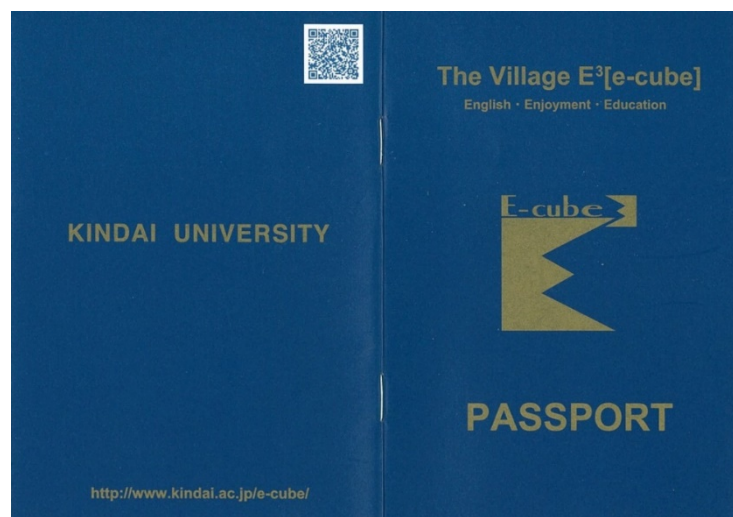 KINDAI UNIVERSITY
http://www.kindai.ac.jp/e-cube/
The Village E³[e-cube]
English・Enjoyment・Education
E-cube
PASSPORT